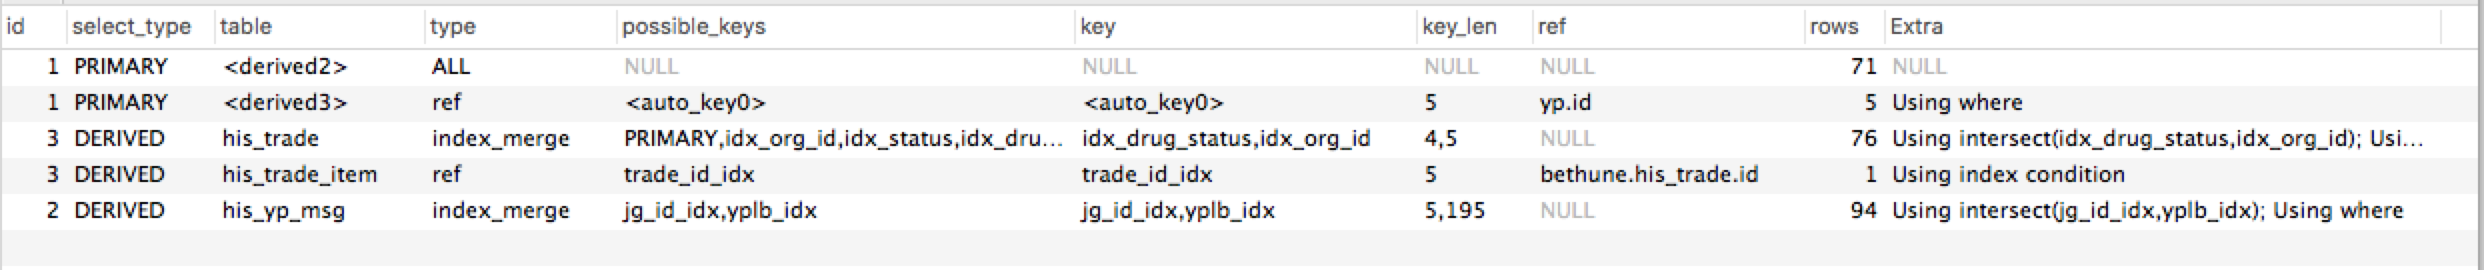 id select_type table type possible_keys key key_len ref rows Extra
1 PRIMARY <derived2> ALL NULL NULL NULL NULL 71 NULL
1 PRIMARY <derived3> ref <auto_key0> <auto_key0> 5 yp.id 5 Using where
3 DERIVED his_trade index_merge PRIMARY,idx_org_id,idx_status,idx_dru... idx_drug_status,idx_org_id 4,5 NULL 76 Using intersect(idx_drug_status,idx_org_id); Usi...
3 DERIVED his_trade_item ref trade_id_idx trade_id_idx 5 bethune.his_trade.id 1 Using index condition
2 DERIVED his_yp_msg index_merge jg_id_idx,yplb_idx jg_id_idx,yplb_idx 5,195 NULL 94 Using intersect(jg_id_idx,yplb_idx); Using where